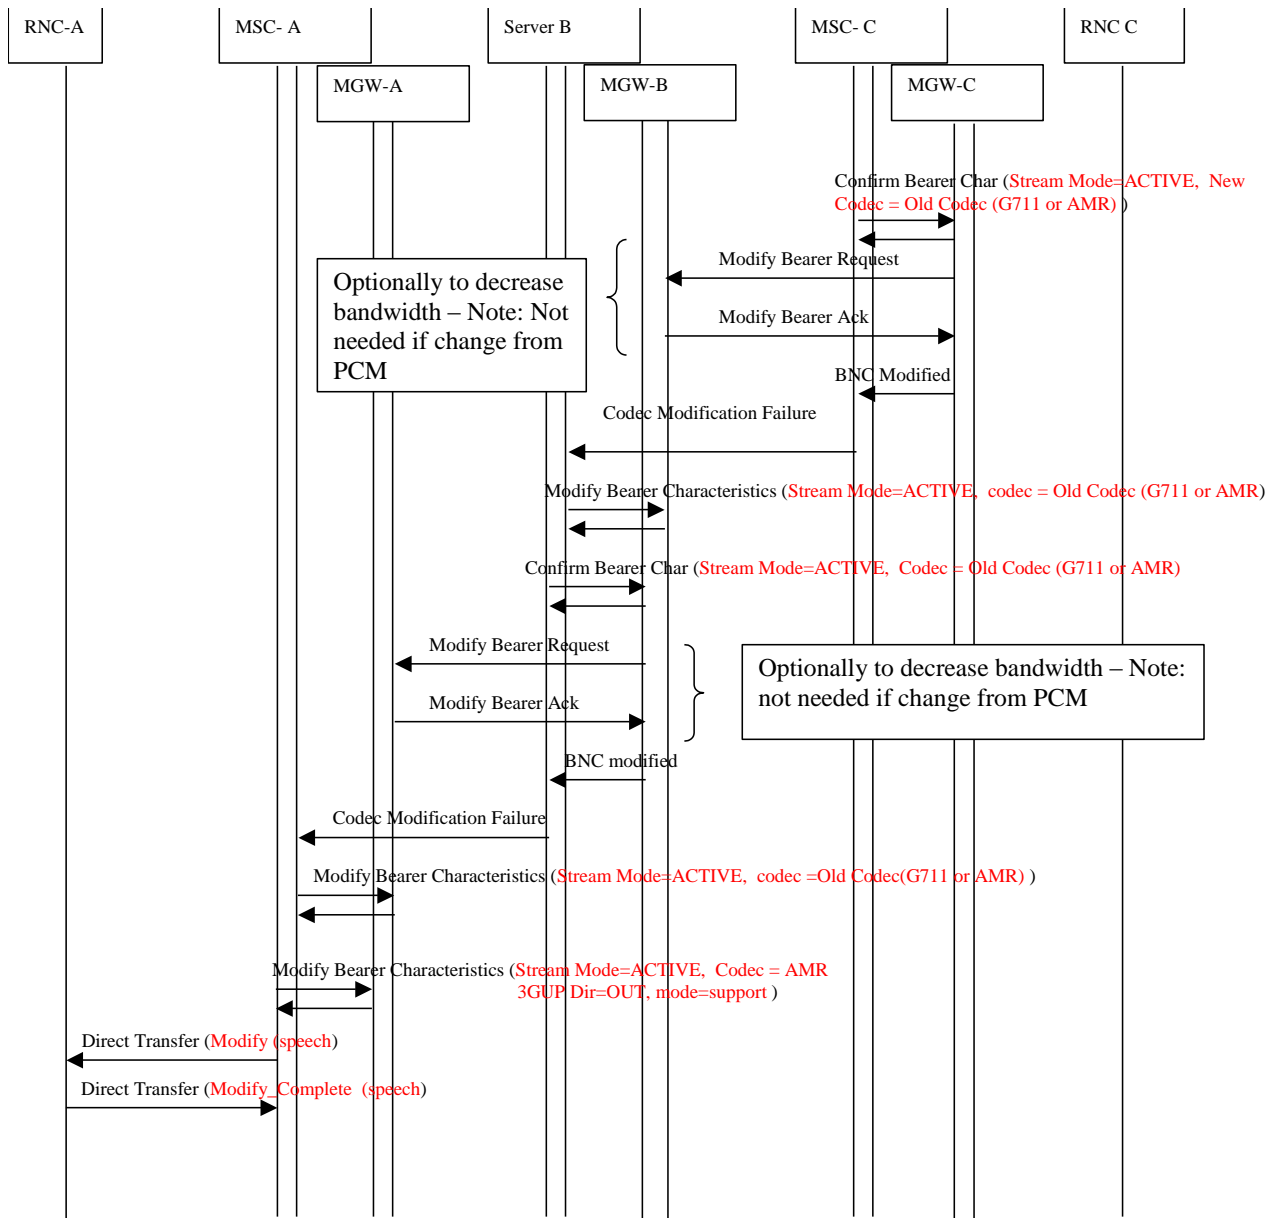 RNC-A
MSC- A
Server B
MSC- C
RNC C
MGW-A
MGW-B
MGW-C
Confirm Bearer Char (Stream Mode=ACTIVE,  New
Codec = Old Codec (G711 or AMR) )
Modify Bearer Request
Optionally to decrease
bandwidth – Note: Not
needed if change from
PCM
Modify Bearer Ack
BNC Modified
Codec Modification Failure
Modify Bearer Characteristics (Stream Mode=ACTIVE,  codec = Old Codec (G711 or AMR)
Confirm Bearer Char (Stream Mode=ACTIVE,  Codec = Old Codec (G711 or AMR)
Modify Bearer Request
Optionally to decrease bandwidth – Note:
not needed if change from PCM
Modify Bearer Ack
BNC modified
Codec Modification Failure
Modify Bearer Characteristics (Stream Mode=ACTIVE,  codec =Old Codec(G711 or AMR) )
Modify Bearer Characteristics (Stream Mode=ACTIVE,  Codec = AMR
3GUP Dir=OUT, mode=support )
Direct Transfer (Modify (speech)
Direct Transfer (Modify_Complete  (speech)